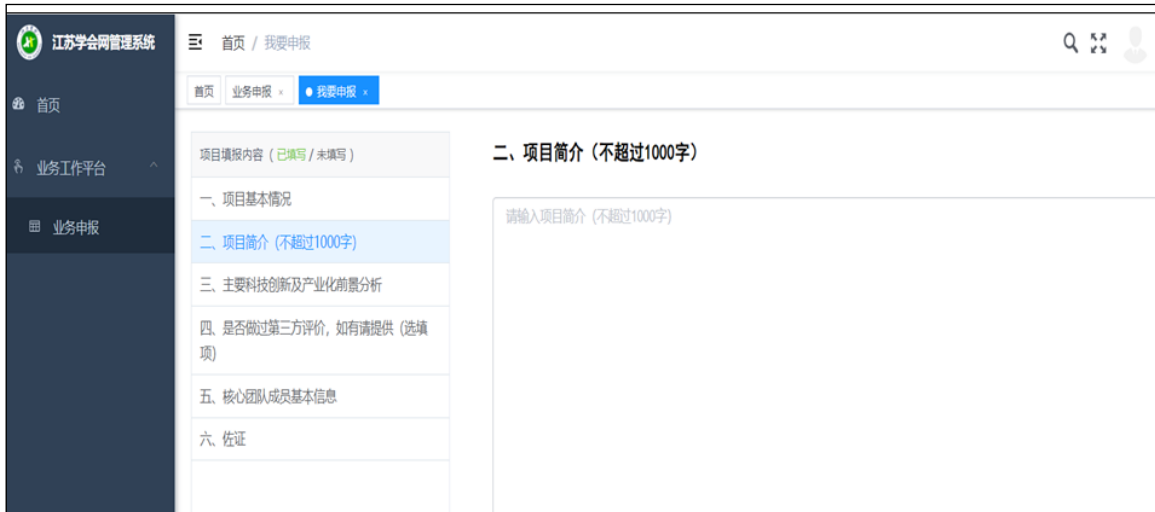 江苏学会网管理系统
首页 / 我要申报
首页
业务申报 ×
我要申报 ×
首页
业务工作平台
业务申报
项目填报内容（已填写 / 未填写）
一、项目基本情况
二、项目简介（不超过1000字）
三、主要科技创新及产业化前景分析
四、是否做过第三方评价，如有请提供（选填
项）
五、核心团队成员基本信息
六、佐证
二、项目简介（不超过1000字）
请输入项目简介（不超过1000字）